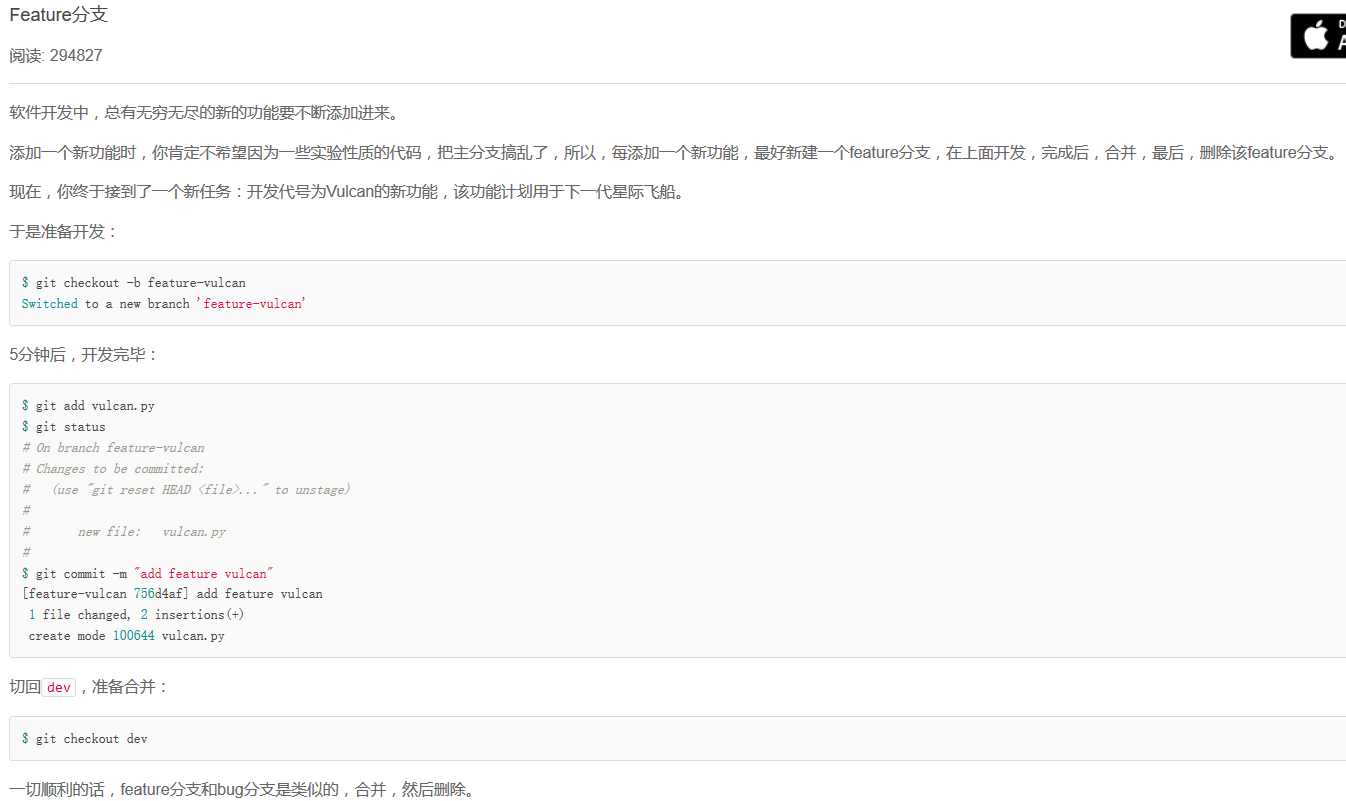 Feature分支
D
A
阅读: 294827
软件开发中，总有无穷无尽的新的功能要不断添加进来。
添加一个新功能时，你肯定不希望因为一些实验性质的代码，把主分支搞乱了，所以，每添加一个新功能，最好新建一个feature分支，在上面开发，完成后，合并，最后，删除该feature分支。
现在，你终于接到了一个新任务：开发代号为Vulcan的新功能，该功能计划用于下一代星际飞船。
于是准备开发：
$ git checkout -b feature-vulcan
Switched to a new branch 'feature-vulcan'
5分钟后，开发完毕：
$ git add vulcan.py
$ git status
# On branch feature-vulcan
# Changes to be committed:
#   (use "git reset HEAD <file>..." to unstage)
#
#       new file:   vulcan.py
#
$ git commit -m "add feature vulcan"
[feature-vulcan 756d4af] add feature vulcan
 1 file changed, 2 insertions(+)
 create mode 100644 vulcan.py
切回dev，准备合并：
$ git checkout dev
一切顺利的话，feature分支和bug分支是类似的，合并，然后删除。